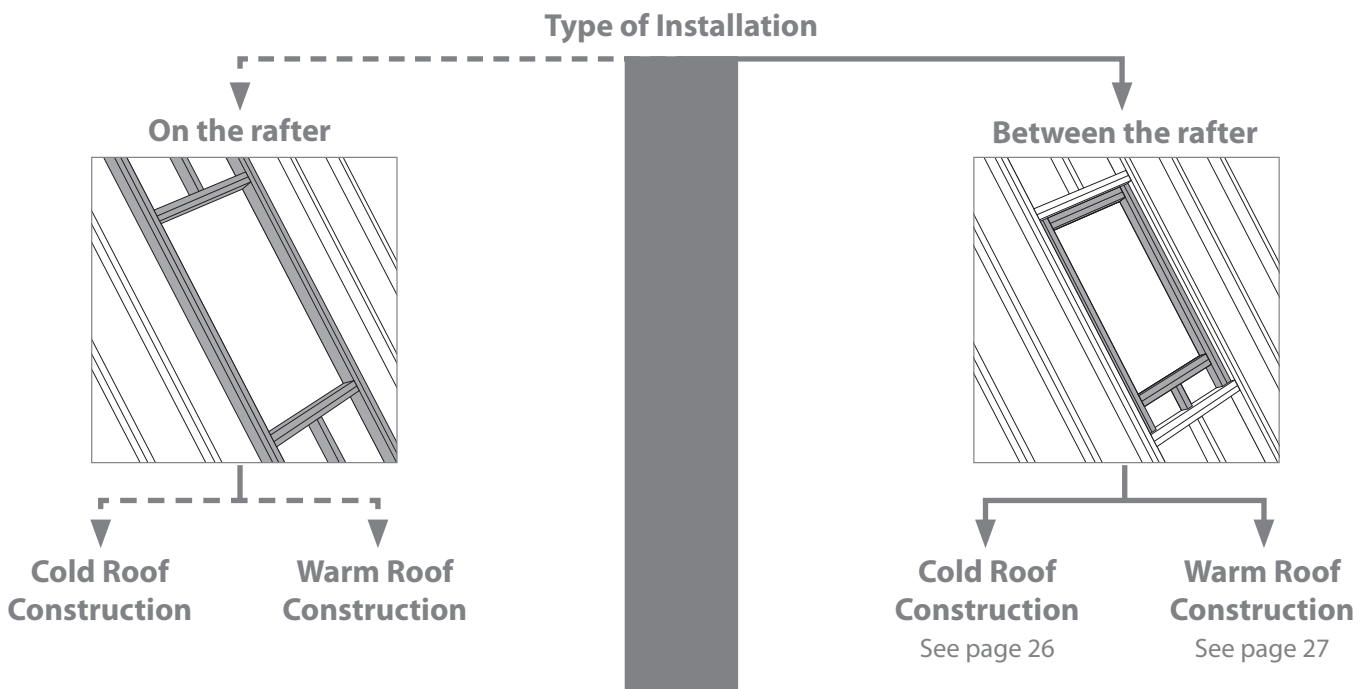 Type of Installation
On the rafter
Between the rafter
Cold Roof
Construction
Warm Roof
Construction
Cold Roof
Construction
See page 26
Warm Roof
Construction
See page 27